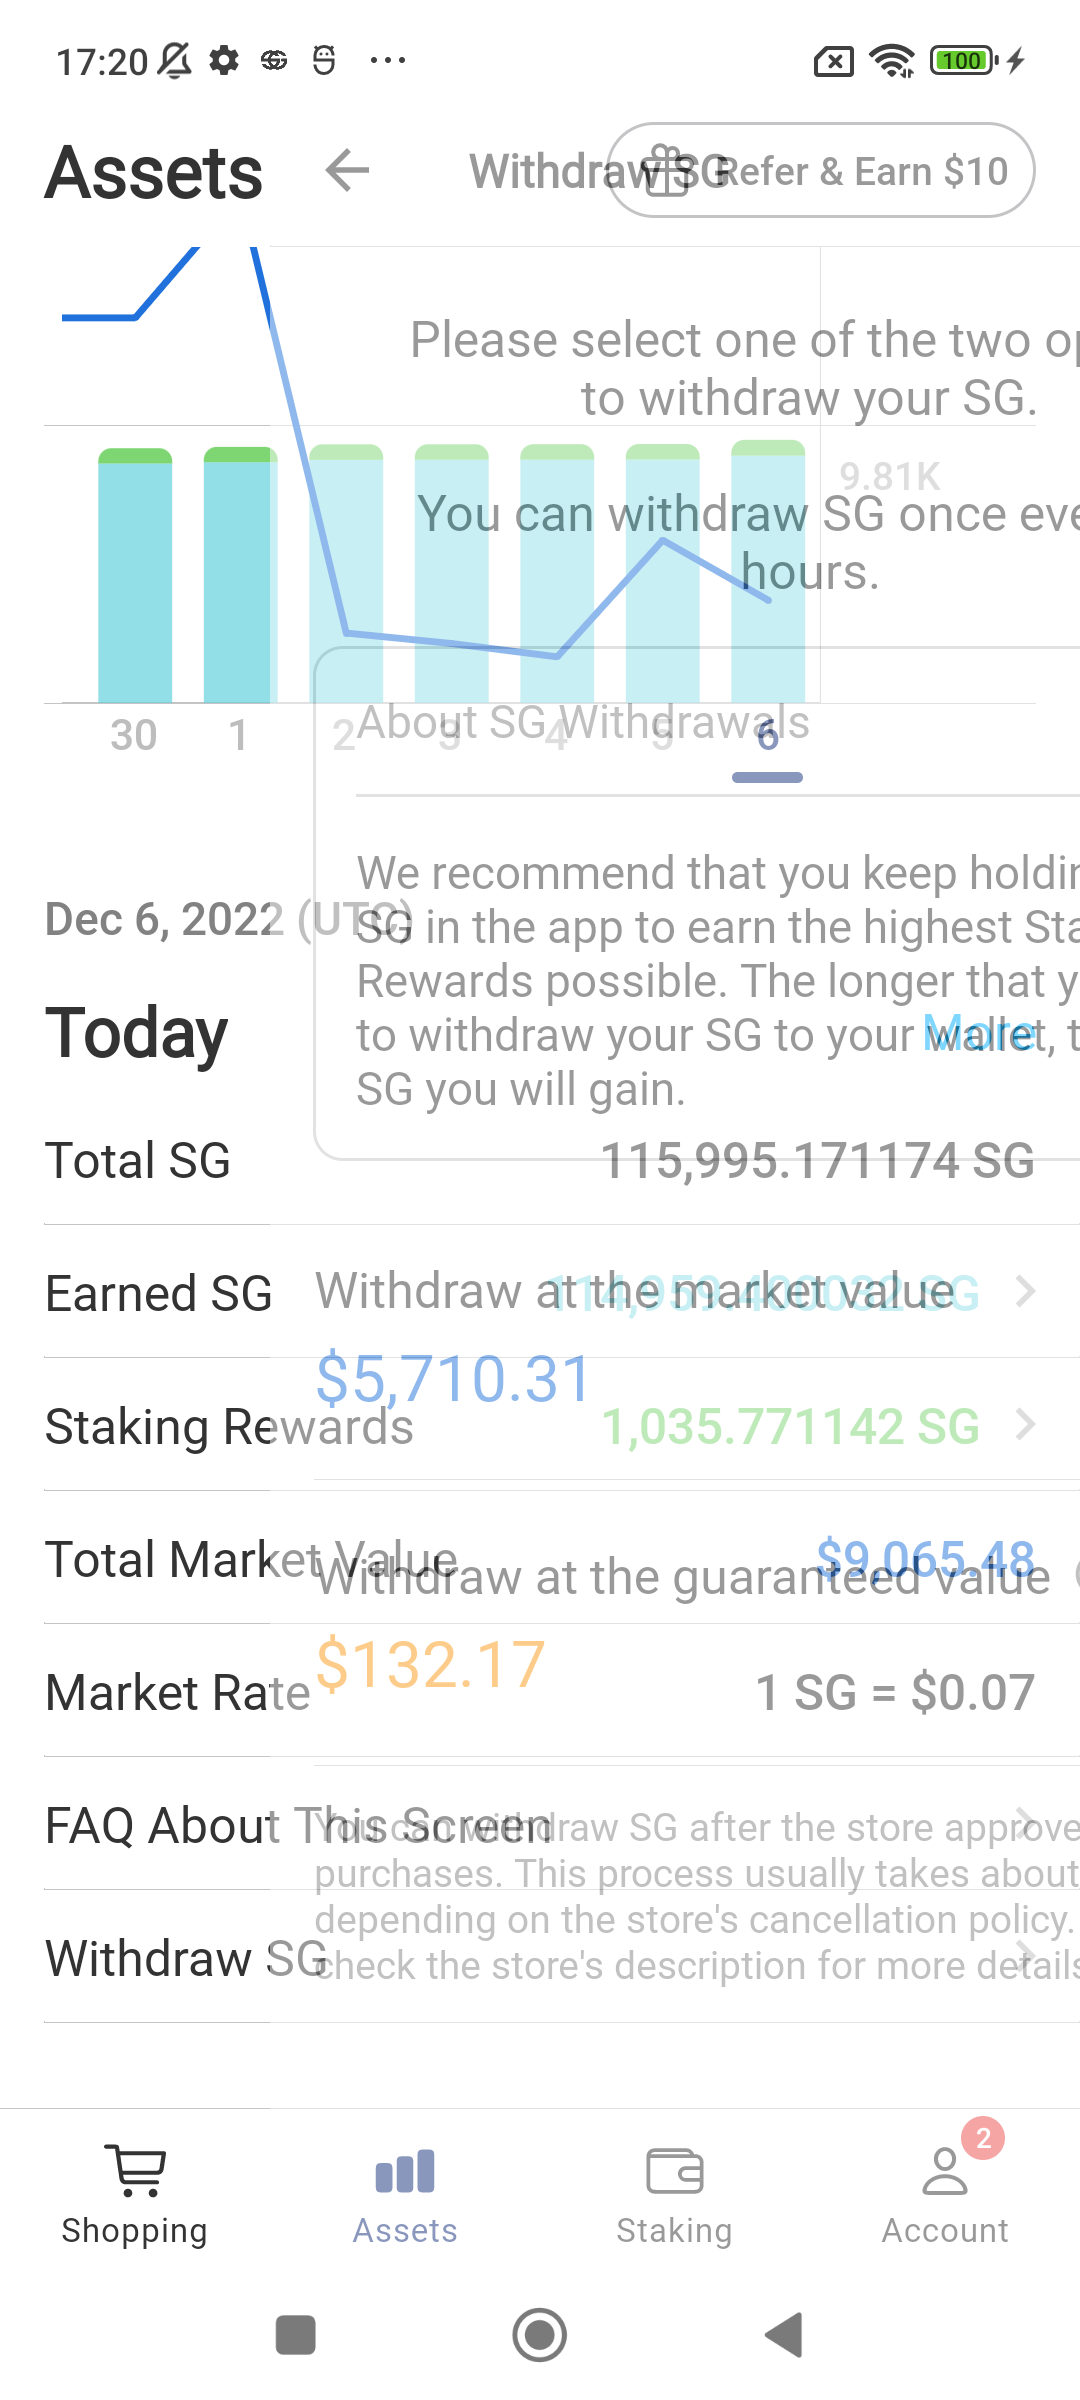 17:20
100
Assets
Withdraw SG
Refer & Earn $10
Please select one of the two op
to withdraw your SG.
9.81K
You can withdraw SG once eve
hours.
30 1 2 3 4 5 6
About SG Withdrawals
We recommend that you keep holdin
SG in the app to earn the highest Sta
Rewards possible. The longer that y
to withdraw your SG to your wallet, t
SG you will gain.
Dec 6, 2022 (UTC)
Today
More
Total SG
115,995.171174 SG
Earned SG
114,959.400032 SG
Withdraw at the market value
$5,710.31
Staking Rewards
1,035.771142 SG
Total Market Value
$9,065.48
Withdraw at the guaranteed value
$132.17
Market Rate
1 SG = $0.07
FAQ About This Screen
You can withdraw SG after the store approve
purchases. This process usually takes about
depending on the store's cancellation policy.
check the store's description for more details
Withdraw SG
2
Shopping
Assets
Staking
Account